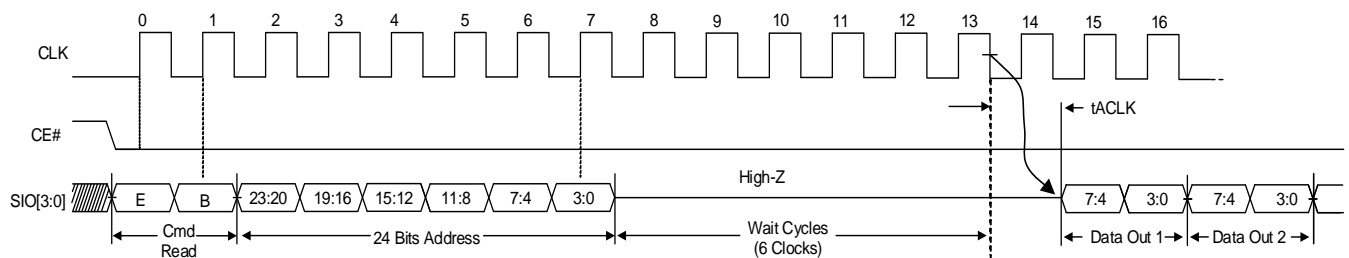 0 1 2 3 4 5 6 7 8 9 10 11 12 13 14 15 16
CLK
tACLK
CE#
High-Z
SIO[3:0] E B 23:20 19:16 15:12 11:8 7:4 3:0 7:4 3:0 7:4 3:0
Cmd 24 Bits Address Wait Cycles Data Out 1 Data Out 2
Read (6 Clocks)